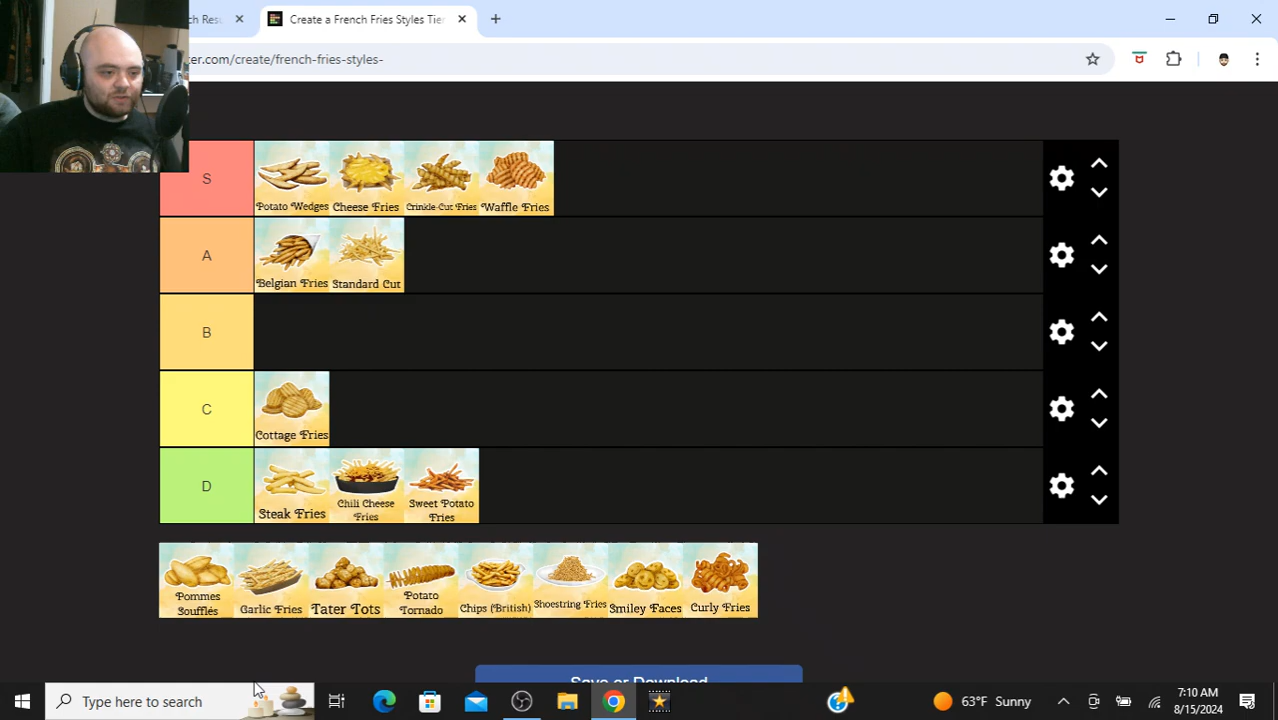 ch Resu
Create a French Fries Styles Tier
er.com/create/french-fries-styles-
S
Potato Wedges
Cheese Fries
Crinkle-Cut Fries
Waffle Fries
A
Belgian Fries
Standard Cut
B
C
Cottage Fries
D
Steak Fries
Chili Cheese
Fries
Sweet Potato
Fries
Pommes
Soufflés
Garlic Fries
Tater Tots
Potato
Tornado
Chips (British)
Shoestring Fries
Smiley Faces
Curly Fries
Save or Download
Type here to search
63°F Sunny
7:10 AM
8/15/2024